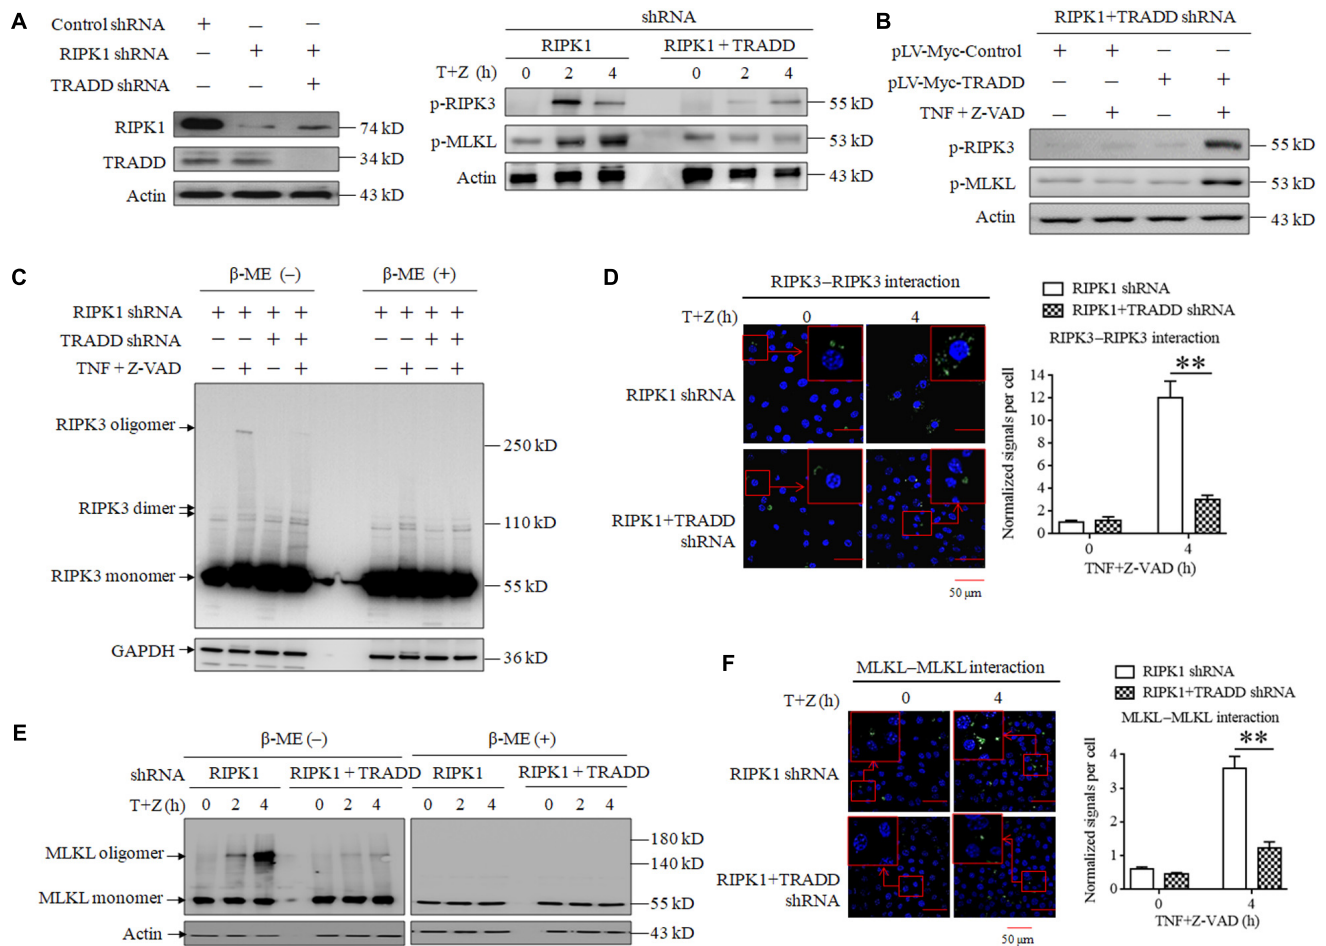 A
Control shRNA + − −
RIPK1 shRNA − + +
TRADD shRNA − − +
RIPK1 74 kD
TRADD 34 kD
Actin 43 kD
shRNA
RIPK1 RIPK1 + TRADD
T+Z (h) 0 2 4 0 2 4
p-RIPK3 55 kD
p-MLKL 53 kD
Actin 43 kD
B
RIPK1+TRADD shRNA
pLV-Myc-Control + + − −
pLV-Myc-TRADD − − + +
TNF + Z-VAD − + − +
p-RIPK3 55 kD
p-MLKL 53 kD
Actin 43 kD
C
β-ME (−) β-ME (+)
RIPK1 shRNA + + + + + + + +
TRADD shRNA − − + + − − + +
TNF + Z-VAD − + − + − + − +
RIPK3 oligomer
250 kD
RIPK3 dimer
110 kD
RIPK3 monomer
55 kD
GAPDH
36 kD
D
RIPK3–RIPK3 interaction
T+Z (h) 0 4
RIPK1 shRNA
RIPK1+TRADD
shRNA
50 μm
RIPK1 shRNA
RIPK1+TRADD shRNA
RIPK3–RIPK3 interaction
**
Normalized signals per cell
14
12
10
8
6
4
2
0
0 4
TNF+Z-VAD (h)
E
β-ME (−) β-ME (+)
shRNA RIPK1 RIPK1 + TRADD RIPK1 RIPK1 + TRADD
T+Z (h) 0 2 4 0 2 4 0 2 4 0 2 4
180 kD
MLKL oligomer
140 kD
MLKL monomer
55 kD
Actin
43 kD
F
MLKL–MLKL interaction
T+Z (h) 0 4
RIPK1 shRNA
RIPK1+TRADD
shRNA
50 μm
RIPK1 shRNA
RIPK1+TRADD shRNA
MLKL–MLKL interaction
**
Normalized signals per cell
4
3
2
1
0
0 4
TNF+Z-VAD (h)